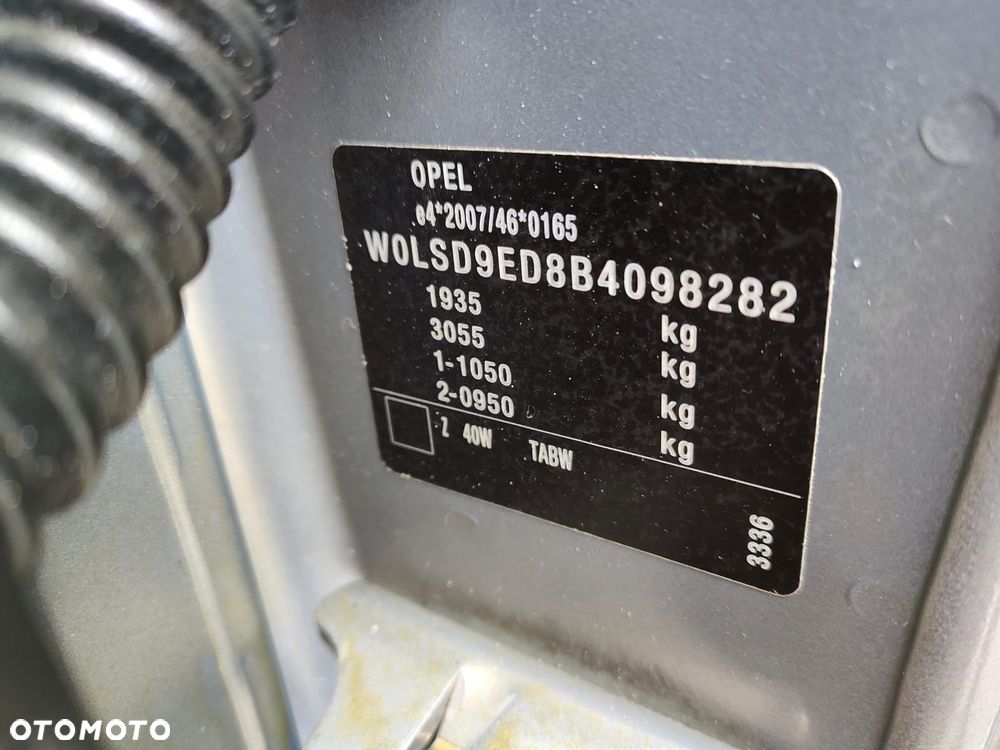 OPEL
e4*2007/46*0165
W0LSD9ED8B4098282
1935 kg
3055 kg
1-1050 kg
2-0950 kg
Z 40W TABW
3336
OTOMOTO